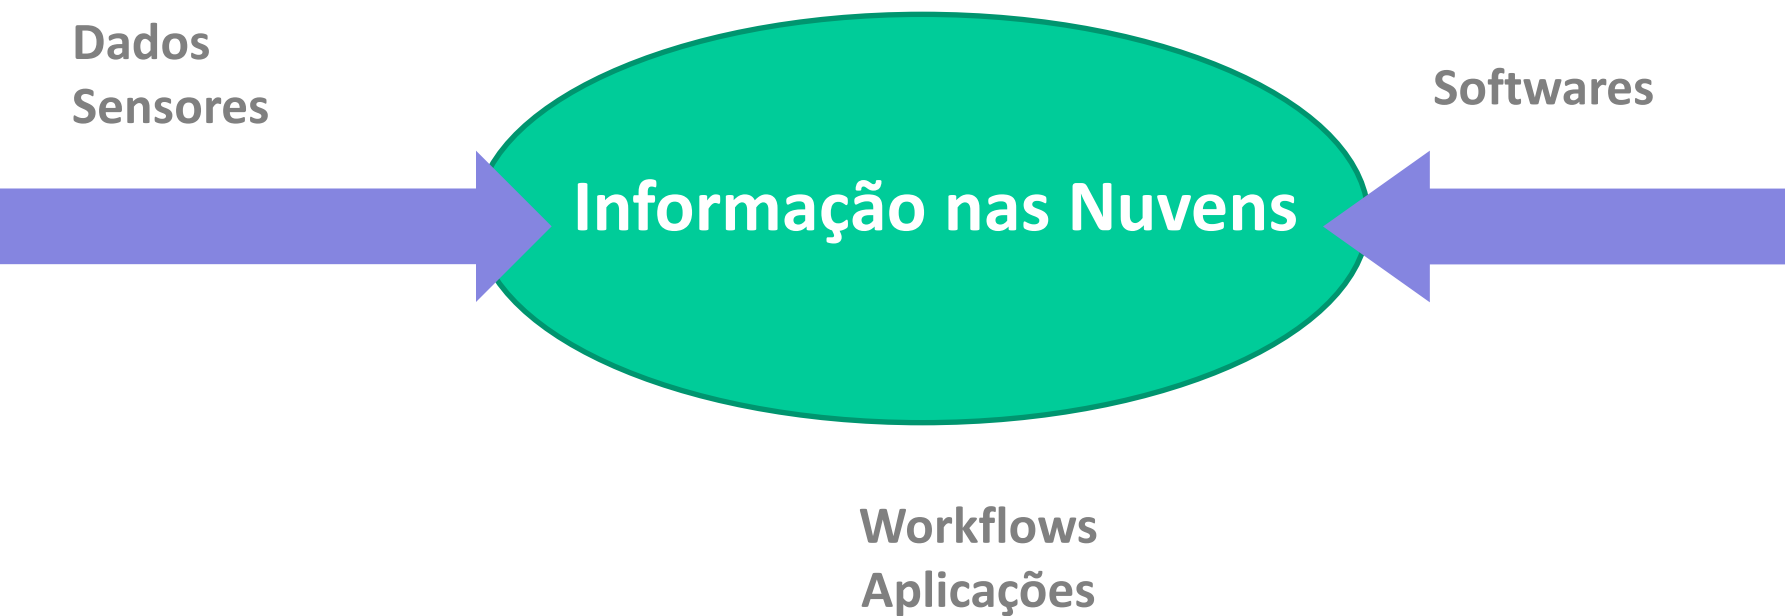 Dados
Sensores
Softwares
Informação nas Nuvens
Workflows
Aplicações